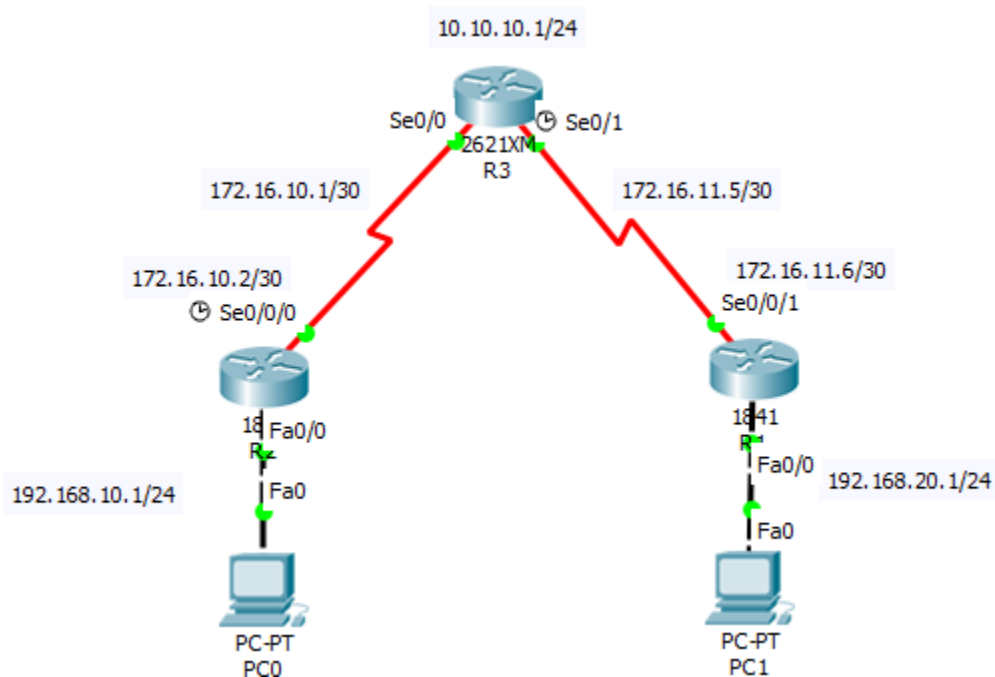 10.10.10.1/24
Se0/0
Se0/1
2621XM
R3
172.16.10.1/30
172.16.11.5/30
172.16.10.2/30
172.16.11.6/30
Se0/0/0
Se0/0/1
1841
Fa0/0
Fa0/0
192.168.10.1/24
Fa0
192.168.20.1/24
Fa0
PC-PT
PC0
PC-PT
PC1